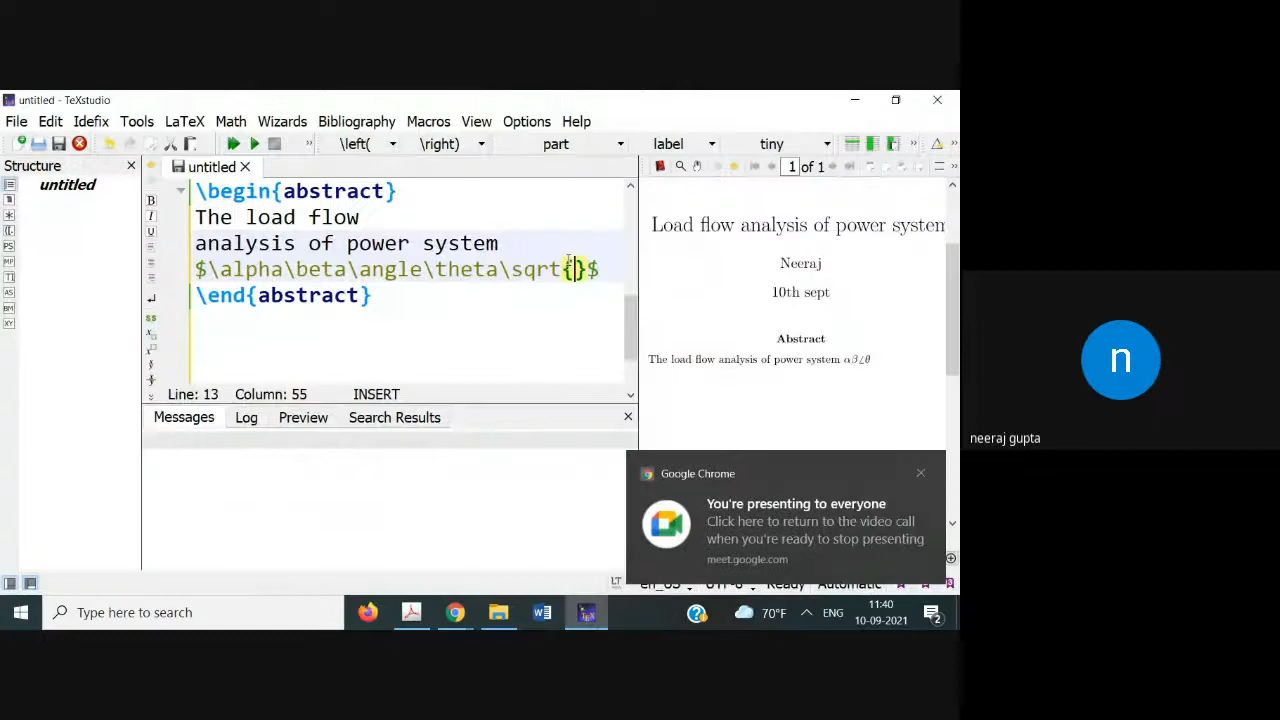 untitled - TeXstudio
File Edit Idefix Tools LaTeX Math Wizards Bibliography Macros View Options Help
\left( \right) part label tiny
Structure untitled 1 of 1
untitled
\begin{abstract}
The load flow
analysis of power system
$\alpha\beta\angle\theta\sqrt{}$
\end{abstract}
Line: 13 Column: 55 INSERT
Messages Log Preview Search Results
Load flow analysis of power system
Neeraj
10th sept
Abstract
The load flow analysis of power system αβ∠θ
Google Chrome
You're presenting to everyone
Click here to return to the video call
when you're ready to stop presenting
meet.google.com
n
neeraj gupta
Type here to search
70°F ENG
11:40
10-09-2021
2